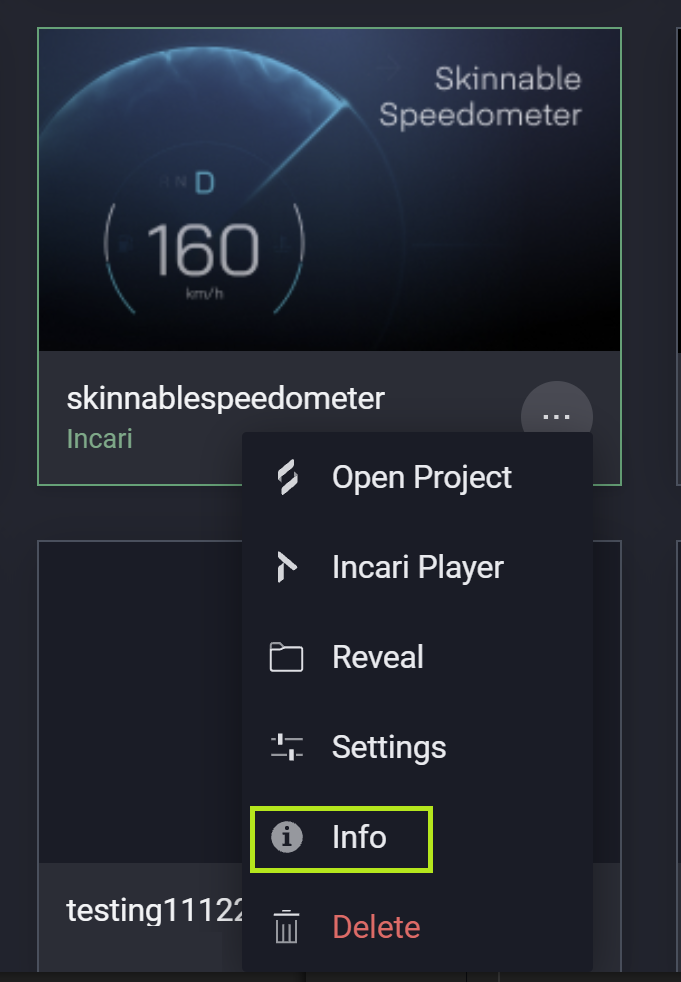 Skinnable
Speedometer
N D
160
km/h
skinnablespeedometer
Incari
...
Open Project
Incari Player
Reveal
Settings
Info
Delete
testing11122